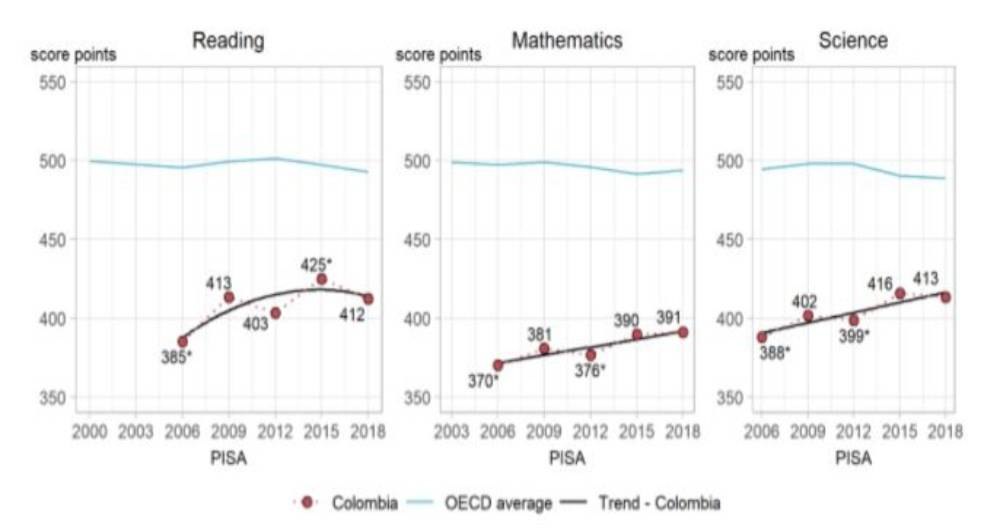 Reading
score points
550
500
450
400
350
385*
413
403
425*
412
2000 2003 2006 2009 2012 2015 2018
PISA
Mathematics
score points
550
500
450
400
350
370*
381
376*
390
391
2003 2006 2009 2012 2015 2018
PISA
Science
score points
550
500
450
400
350
388*
402
399*
416
413
2006 2009 2012 2015 2018
PISA
Colombia OECD average Trend - Colombia